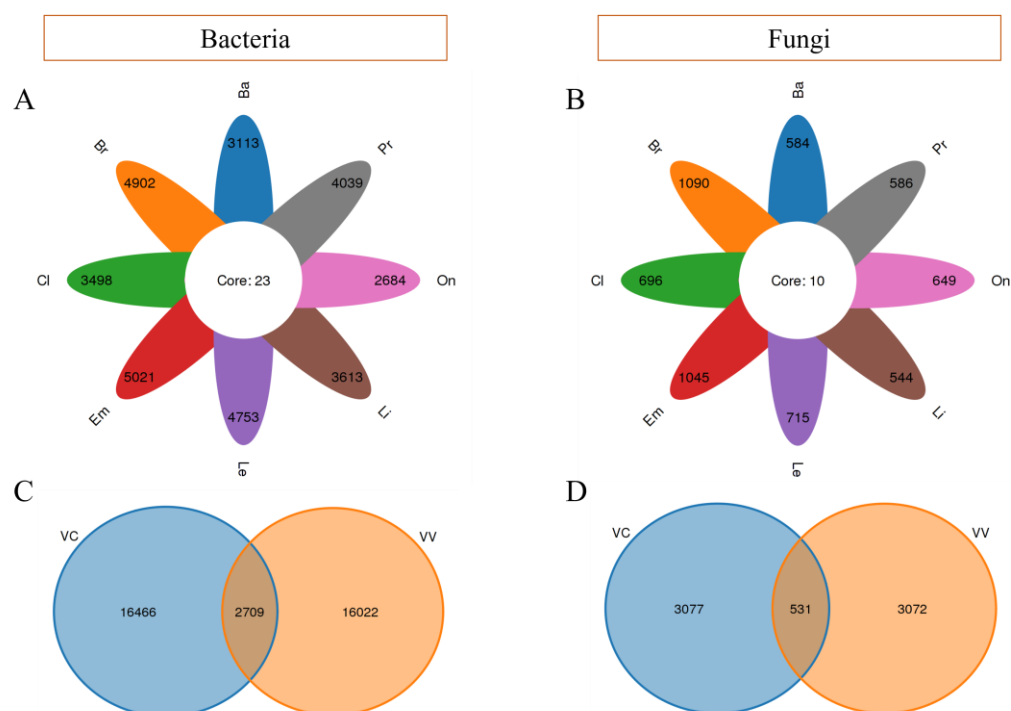 Bacteria
Fungi
A
B
Ba
Ba
Br
Pr
Br
Pr
3113
584
4902
4039
1090
586
Cl
3498
Core: 23
2684
On
Cl
696
Core: 10
649
On
5021
3613
1045
544
Em
4753
Li
Em
715
Li
Le
Le
C
D
VC
VV
VC
VV
16466
2709
16022
3077
531
3072